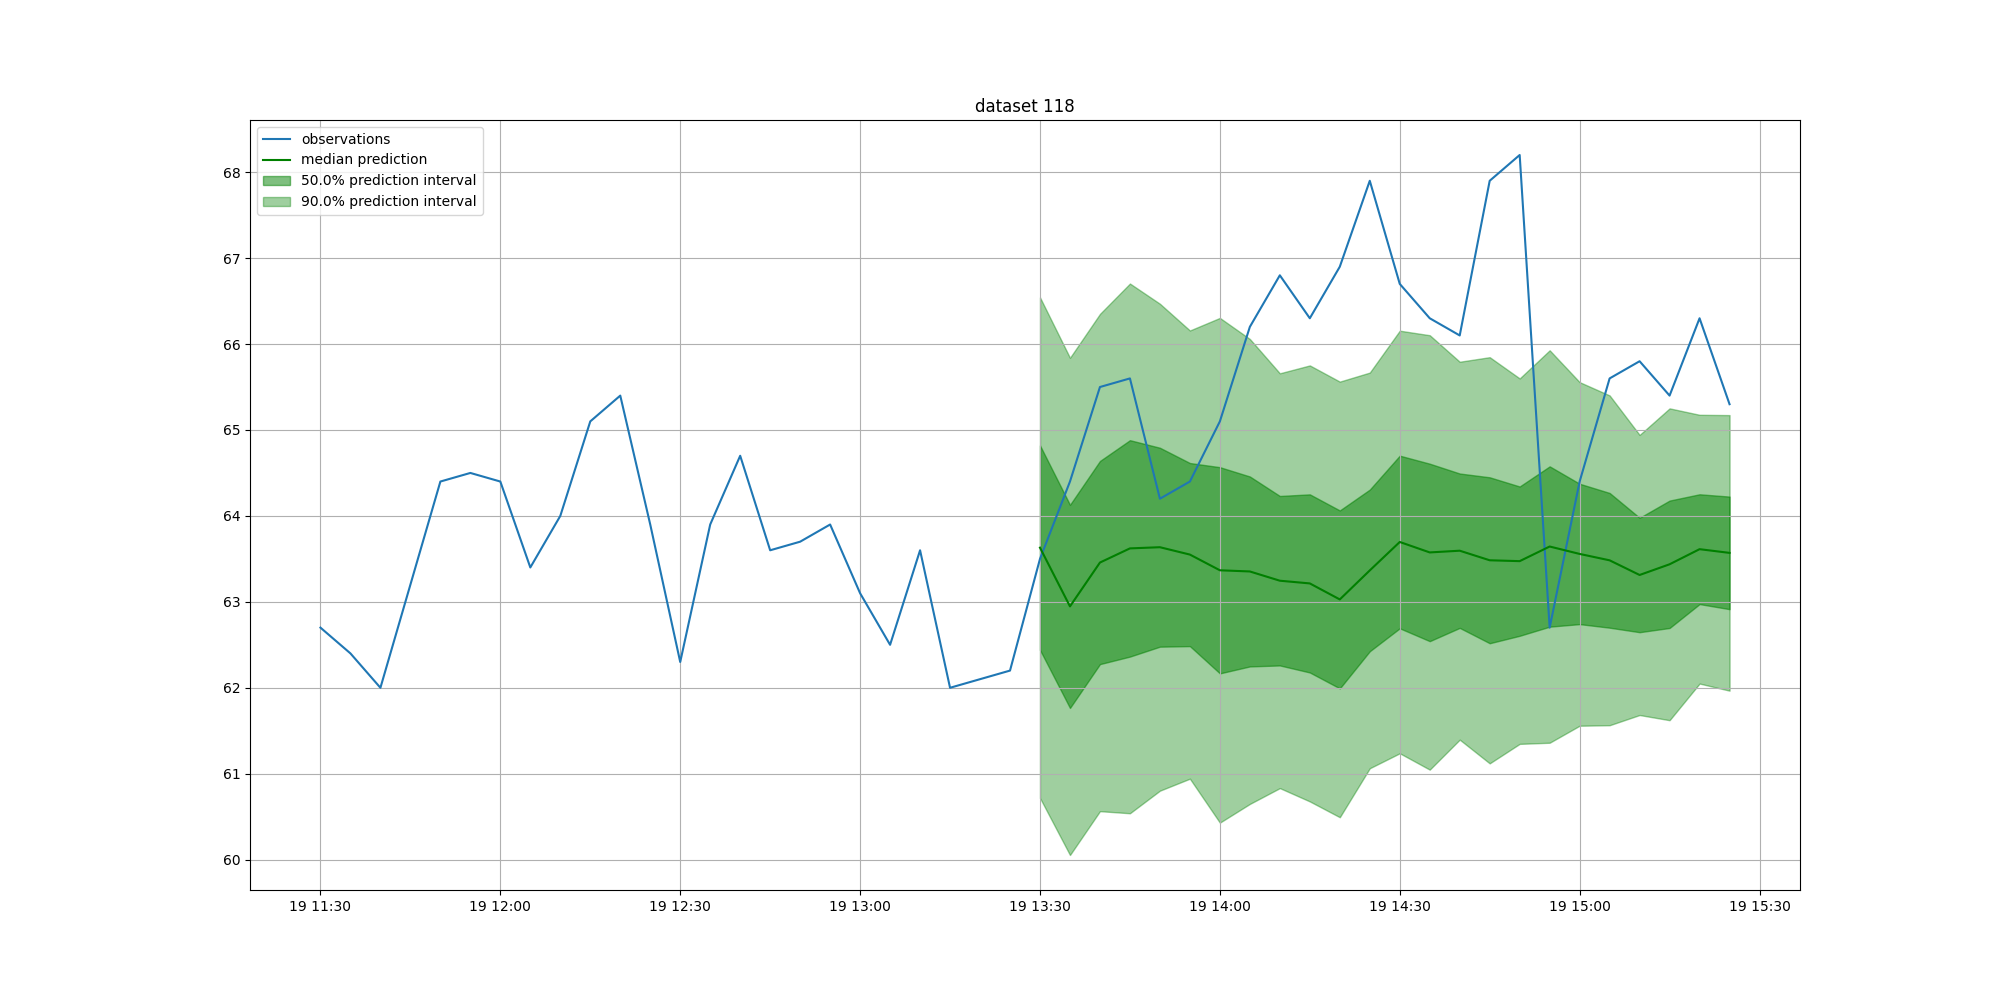 dataset 118
observations
median prediction
50.0% prediction interval
90.0% prediction interval
68
67
66
65
64
63
62
61
60
19 11:30 19 12:00 19 12:30 19 13:00 19 13:30 19 14:00 19 14:30 19 15:00 19 15:30